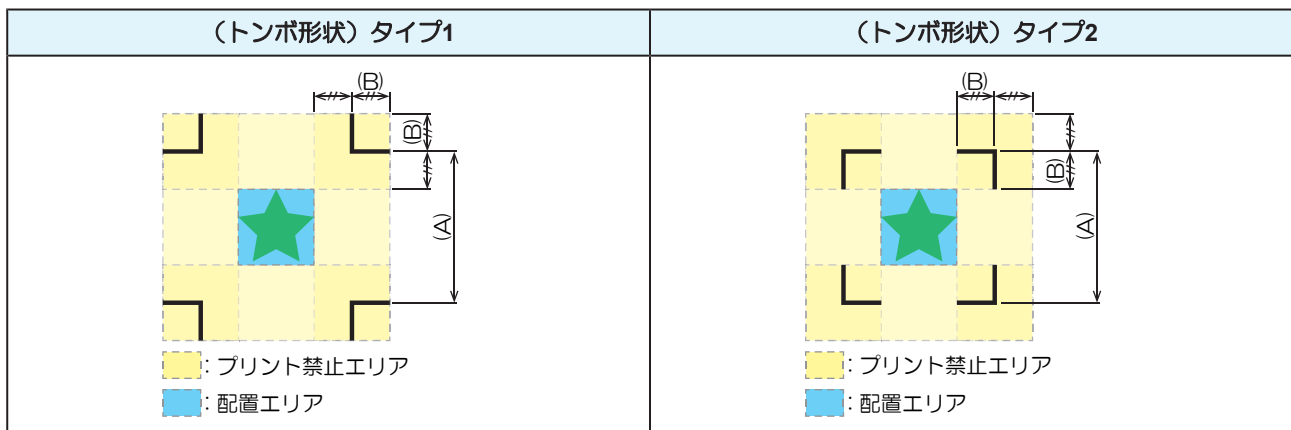 （トンボ形状）タイプ1
（トンボ形状）タイプ2
(B)
(B)
(A)
: プリント禁止エリア
: 配置エリア
(B)
(B)
(A)
: プリント禁止エリア
: 配置エリア